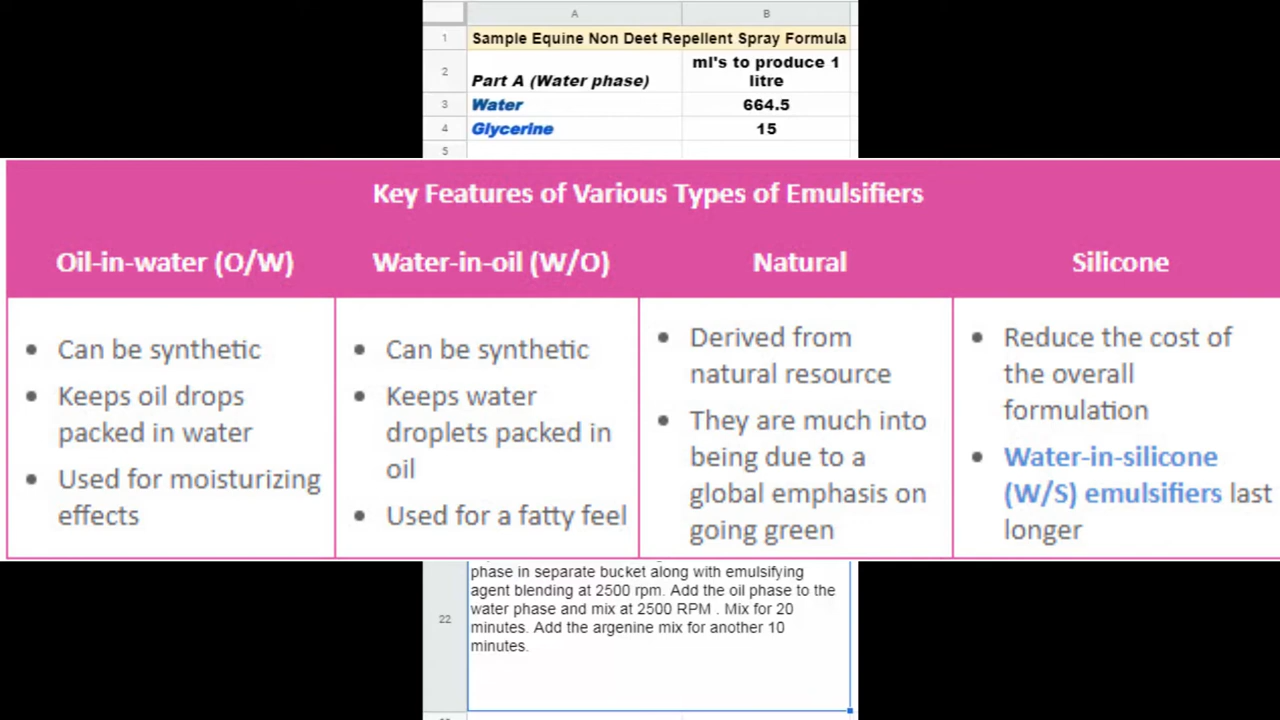 A B
1 Sample Equine Non Deet Repellent Spray Formula
2 Part A (Water phase) ml's to produce 1 litre
3 Water 664.5
4 Glycerine 15
5
Key Features of Various Types of Emulsifiers
Oil-in-water (O/W)
Can be synthetic
Keeps oil drops
packed in water
Used for moisturizing
effects
Water-in-oil (W/O)
Can be synthetic
Keeps water
droplets packed in
oil
Used for a fatty feel
Natural
Derived from
natural resource
They are much into
being due to a
global emphasis on
going green
Silicone
Reduce the cost of
the overall
formulation
Water-in-silicone
(W/S) emulsifiers last
longer
phase in separate bucket along with emulsifying
agent blending at 2500 rpm. Add the oil phase to the
22 water phase and mix at 2500 RPM . Mix for 20
minutes. Add the argenine mix for another 10
minutes.